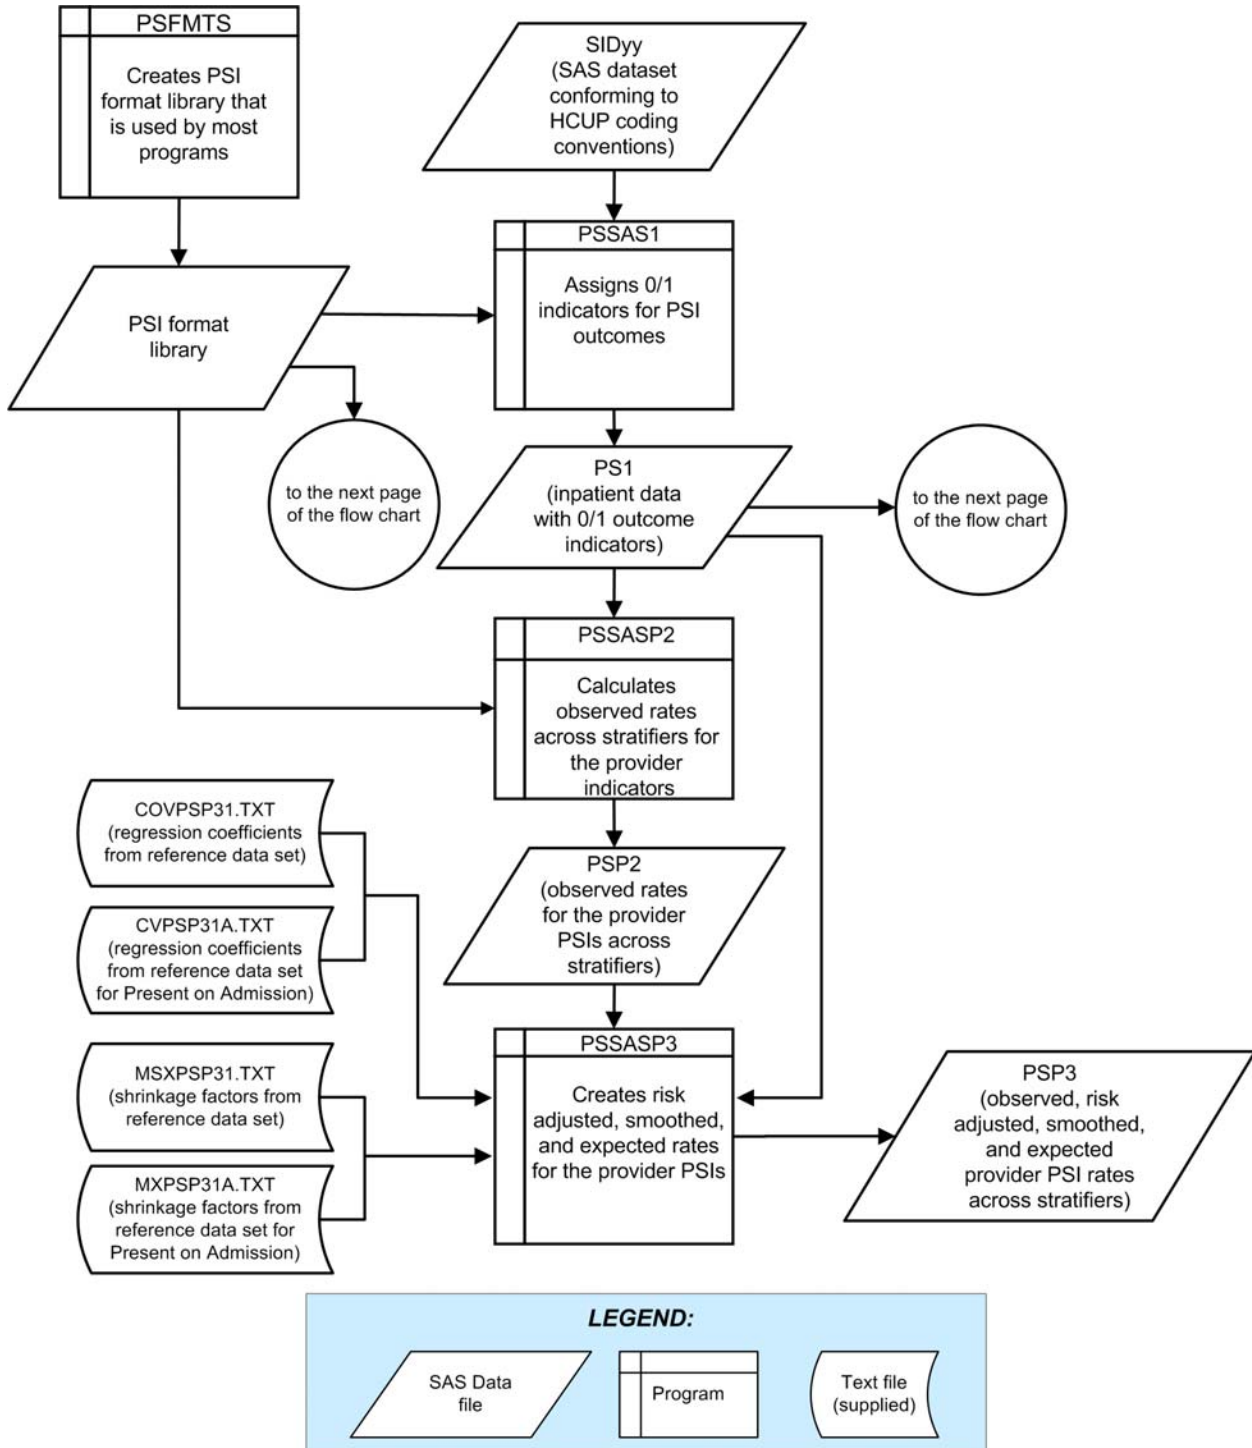 PSFMTS
Creates PSI
format library that
is used by most
programs
SIDyy
(SAS dataset
conforming to
HCUP coding
conventions)
PSSAS1
Assigns 0/1
indicators for PSI
outcomes
PSI format
library
to the next page
of the flow chart
PS1
(inpatient data
with 0/1 outcome
indicators)
to the next page
of the flow chart
PSSASP2
Calculates
observed rates
across stratifiers for
the provider
indicators
COVPSP31.TXT
(regression coefficients
from reference data set)
CVPSP31A.TXT
(regression coefficients
from reference data set
for Present on Admission)
PSP2
(observed rates
for the provider
PSIs across
stratifiers)
MSXPSP31.TXT
(shrinkage factors from
reference data set)
MXPSP31A.TXT
(shrinkage factors from
reference data set for
Present on Admission)
PSSASP3
Creates risk
adjusted, smoothed,
and expected rates
for the provider PSIs
PSP3
(observed, risk
adjusted, smoothed,
and expected
provider PSI rates
across stratifiers)
LEGEND:
SAS Data
file
Program
Text file
(supplied)